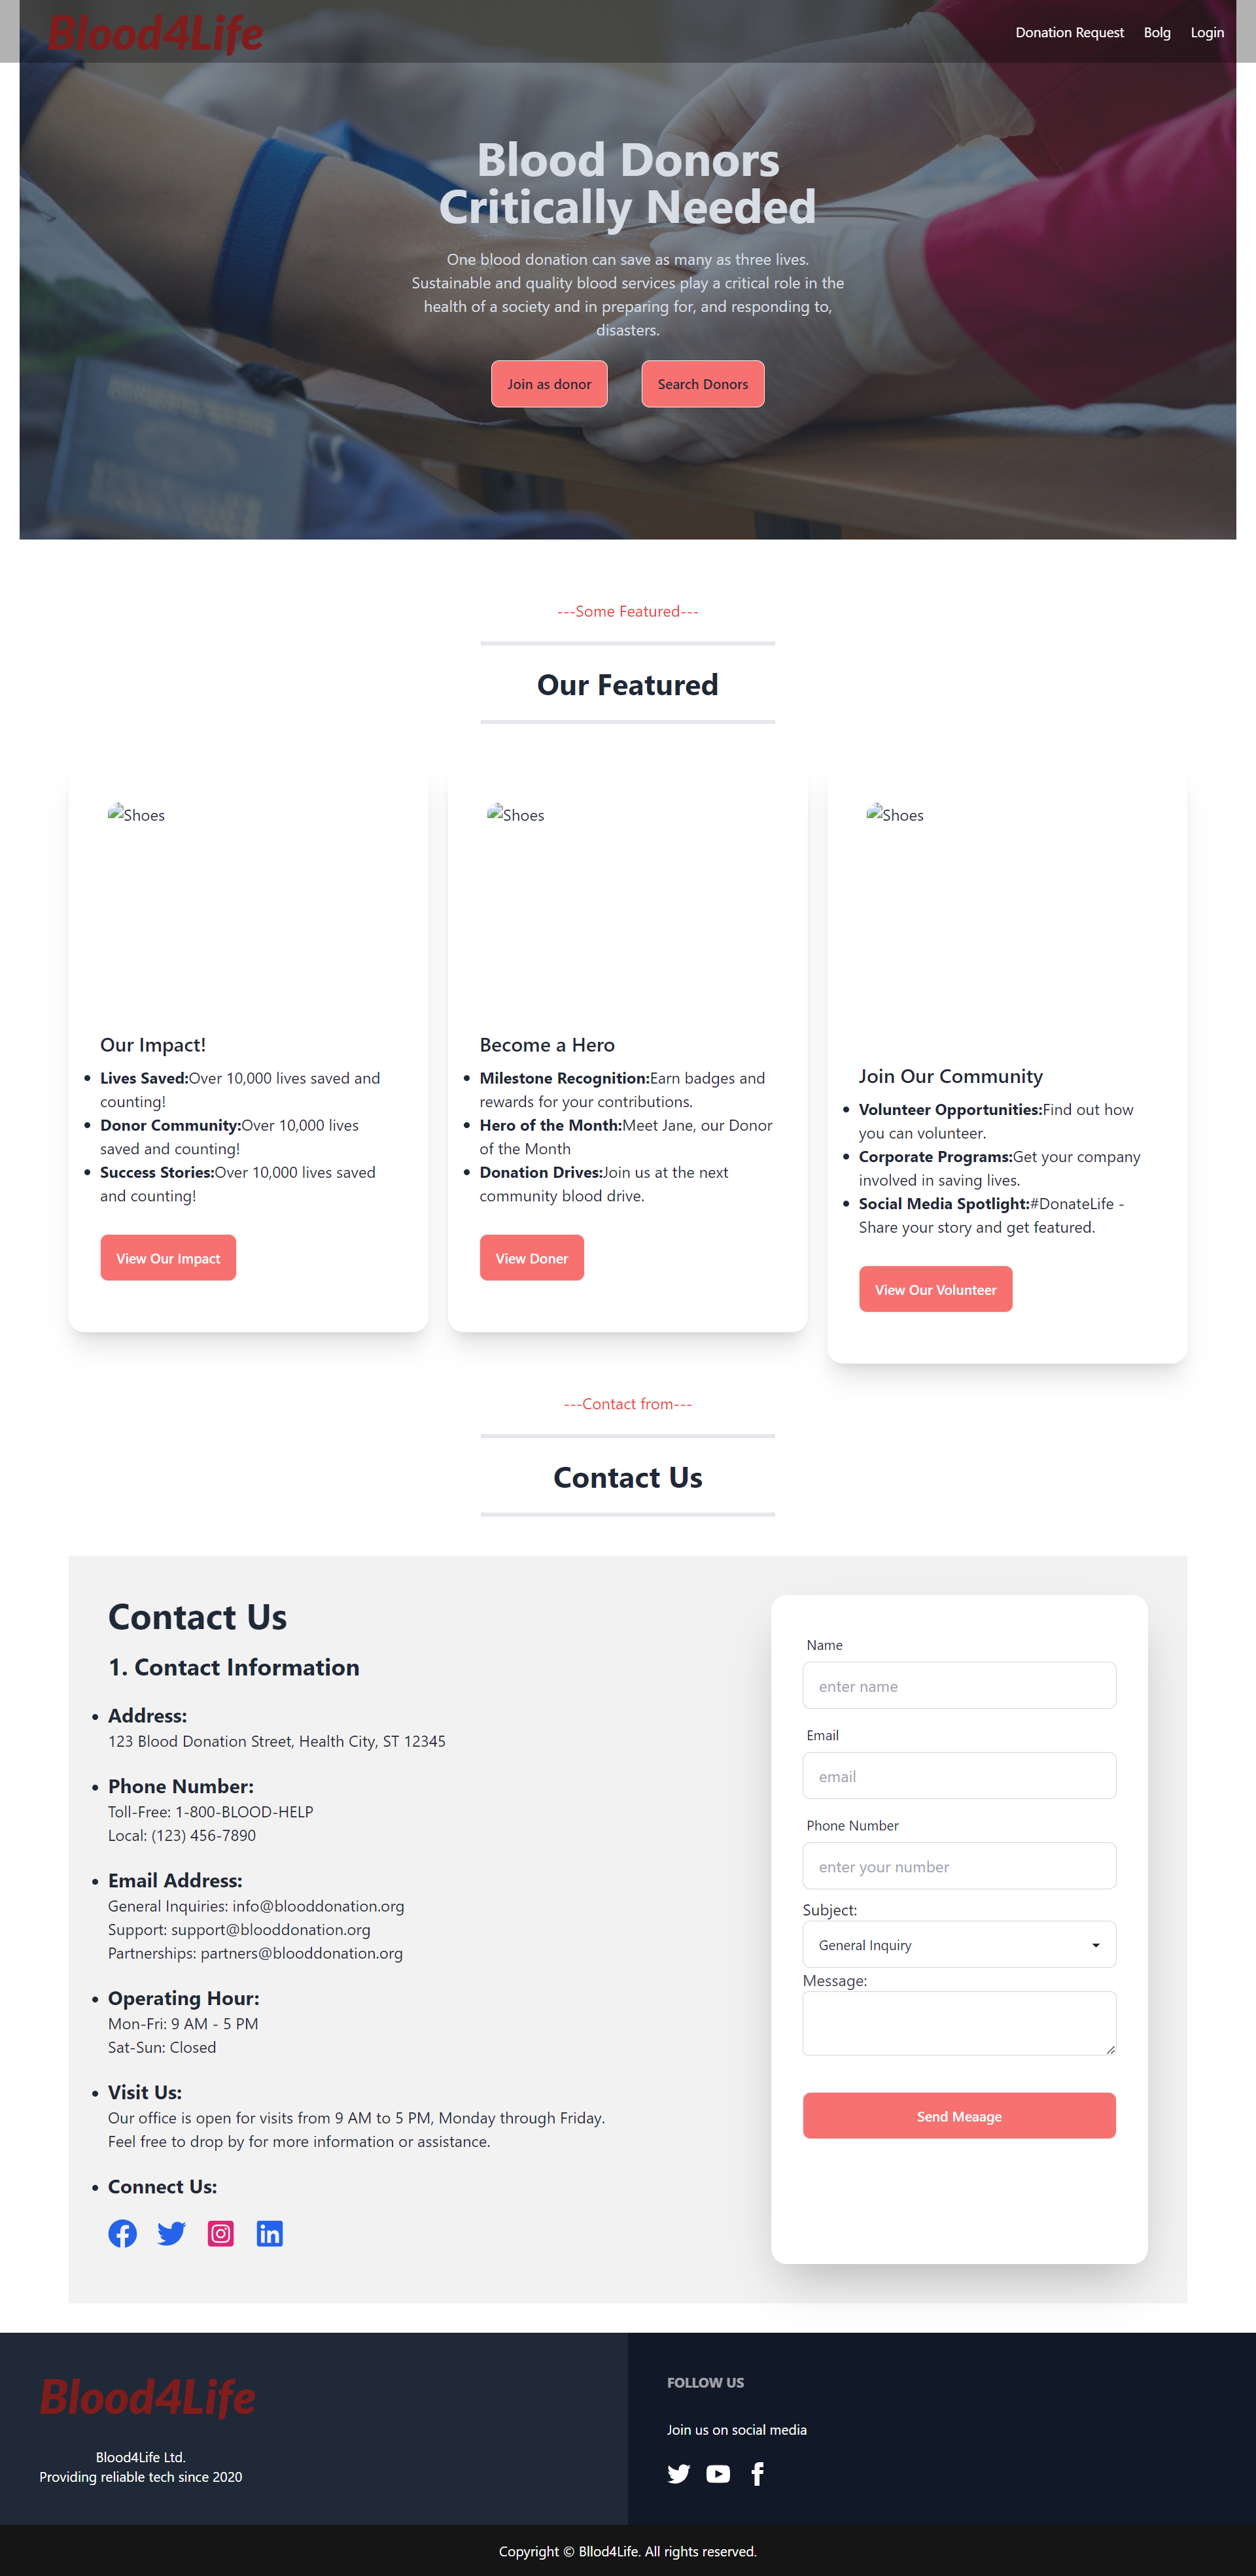 Blood4Life
Donation Request
Bolg
Login
Blood Donors
Critically Needed
One blood donation can save as many as three lives.
Sustainable and quality blood services play a critical role in the
health of a society and in preparing for, and responding to,
disasters.
Join as donor
Search Donors
---Some Featured---
Our Featured
Shoes
Our Impact!
Lives Saved:Over 10,000 lives saved and
counting!
Donor Community:Over 10,000 lives
saved and counting!
Success Stories:Over 10,000 lives saved
and counting!
View Our Impact
Shoes
Become a Hero
Milestone Recognition:Earn badges and
rewards for your contributions.
Hero of the Month:Meet Jane, our Donor
of the Month
Donation Drives:Join us at the next
community blood drive.
View Doner
Shoes
Join Our Community
Volunteer Opportunities:Find out how
you can volunteer.
Corporate Programs:Get your company
involved in saving lives.
Social Media Spotlight:#DonateLife -
Share your story and get featured.
View Our Volunteer
---Contact from---
Contact Us
Contact Us
1. Contact Information
Address:
123 Blood Donation Street, Health City, ST 12345
Phone Number:
Toll-Free: 1-800-BLOOD-HELP
Local: (123) 456-7890
Email Address:
General Inquiries: info@blooddonation.org
Support: support@blooddonation.org
Partnerships: partners@blooddonation.org
Operating Hour:
Mon-Fri: 9 AM - 5 PM
Sat-Sun: Closed
Visit Us:
Our office is open for visits from 9 AM to 5 PM, Monday through Friday.
Feel free to drop by for more information or assistance.
Connect Us:
Name
enter name
Email
email
Phone Number
enter your number
Subject:
General Inquiry
Message:
Send Meaage
Blood4Life
Blood4Life Ltd.
Providing reliable tech since 2020
FOLLOW US
Join us on social media
Copyright © Bllod4Life. All rights reserved.